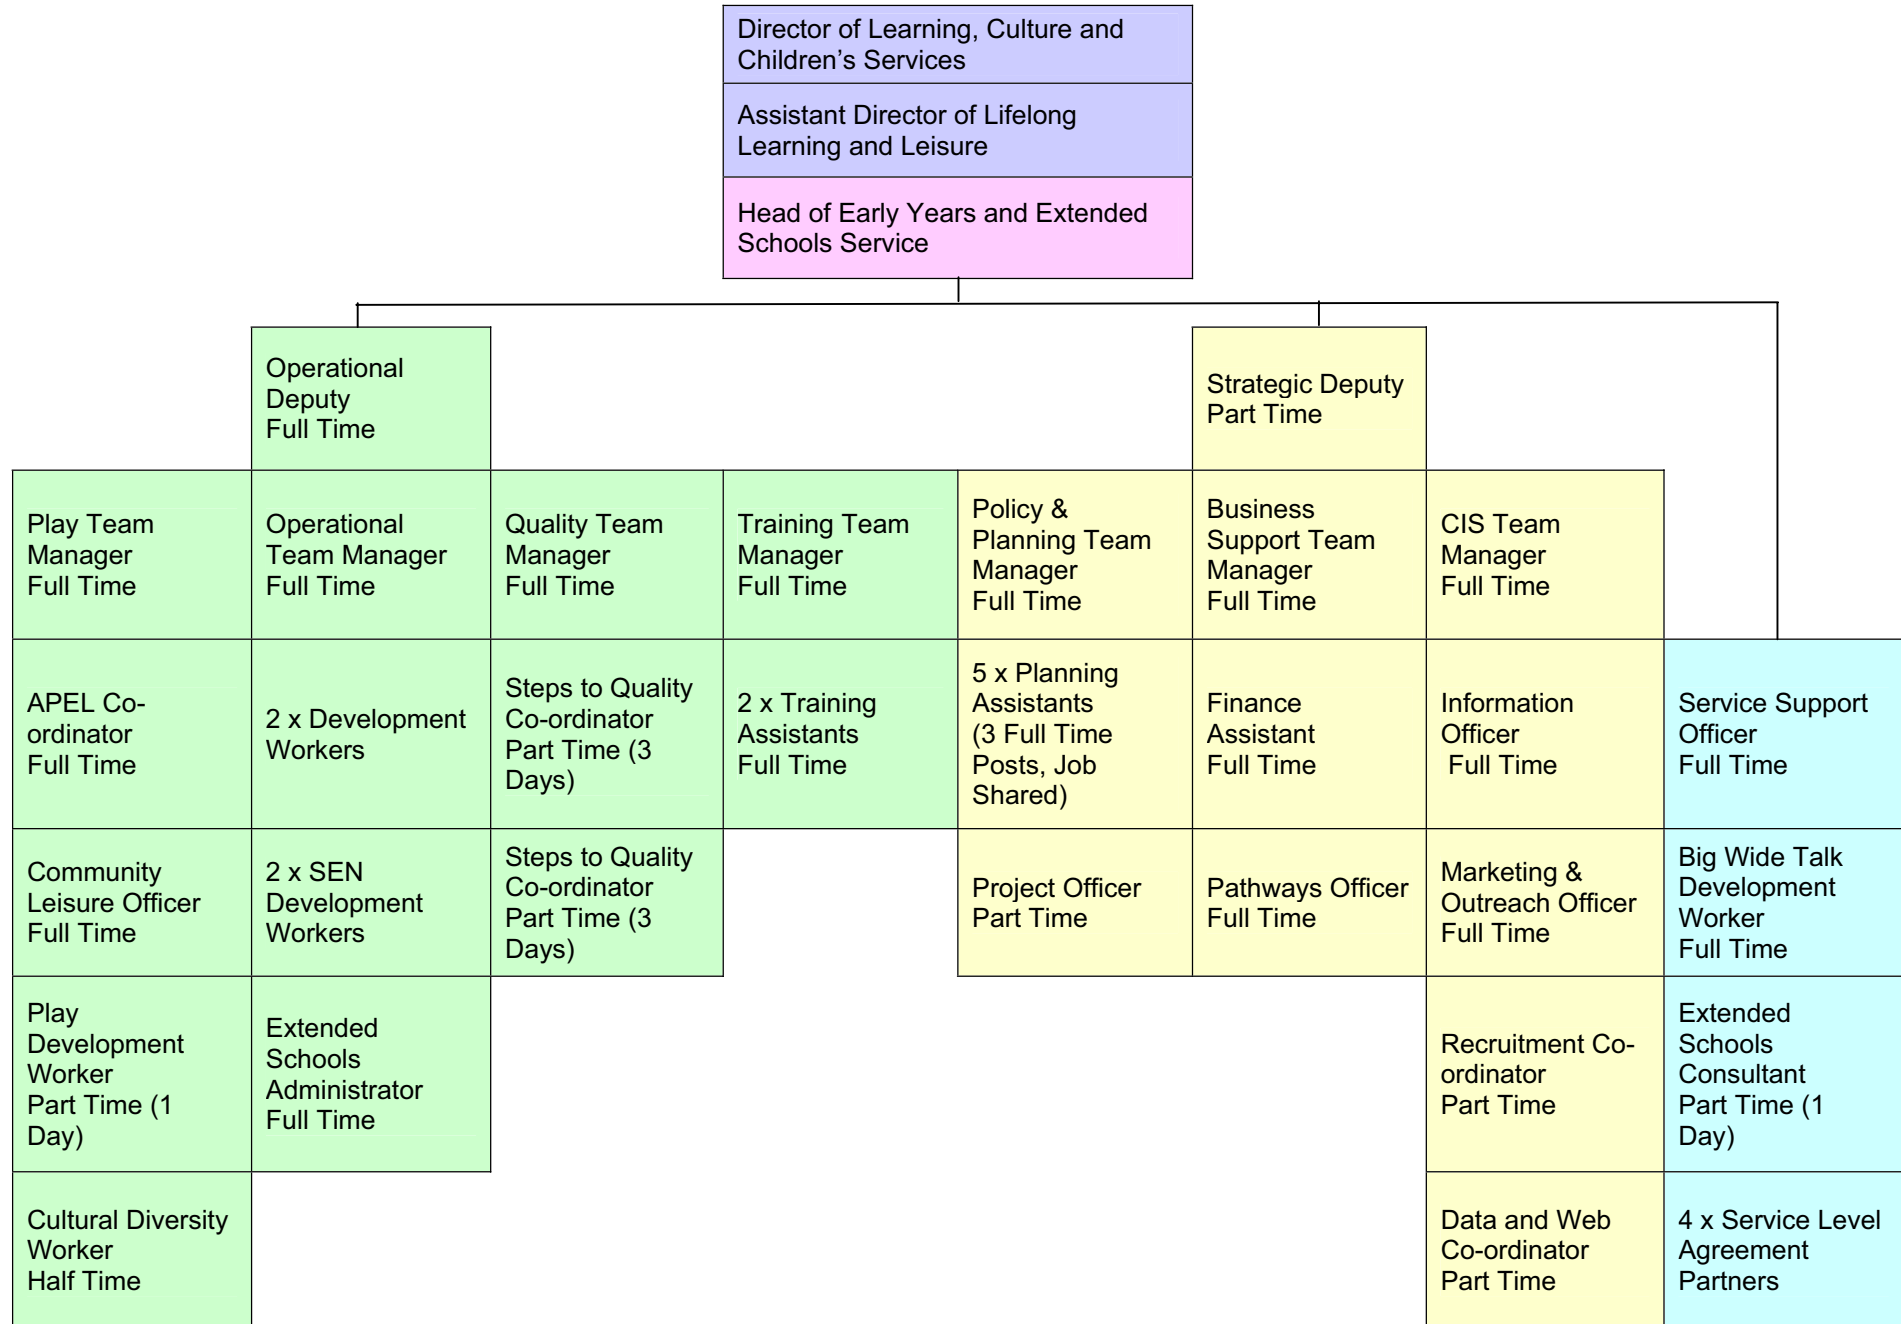 Director of Learning, Culture and
Children’s Services
Assistant Director of Lifelong
Learning and Leisure
Head of Early Years and Extended
Schools Service
Operational
Deputy
Full Time
Strategic Deputy
Part Time
Play Team
Manager
Full Time
Operational
Team Manager
Full Time
Quality Team
Manager
Full Time
Training Team
Manager
Full Time
Policy &
Planning Team
Manager
Full Time
Business
Support Team
Manager
Full Time
CIS Team
Manager
Full Time
APEL Co-
ordinator
Full Time
2 x Development
Workers
Steps to Quality
Co-ordinator
Part Time (3
Days)
2 x Training
Assistants
Full Time
5 x Planning
Assistants
(3 Full Time
Posts, Job
Shared)
Finance
Assistant
Full Time
Information
Officer
Full Time
Service Support
Officer
Full Time
Community
Leisure Officer
Full Time
2 x SEN
Development
Workers
Steps to Quality
Co-ordinator
Part Time (3
Days)
Project Officer
Part Time
Pathways Officer
Full Time
Marketing &
Outreach Officer
Full Time
Big Wide Talk
Development
Worker
Full Time
Play
Development
Worker
Part Time (1
Day)
Extended
Schools
Administrator
Full Time
Recruitment Co-
ordinator
Part Time
Extended
Schools
Consultant
Part Time (1
Day)
Cultural Diversity
Worker
Half Time
Data and Web
Co-ordinator
Part Time
4 x Service Level
Agreement
Partners